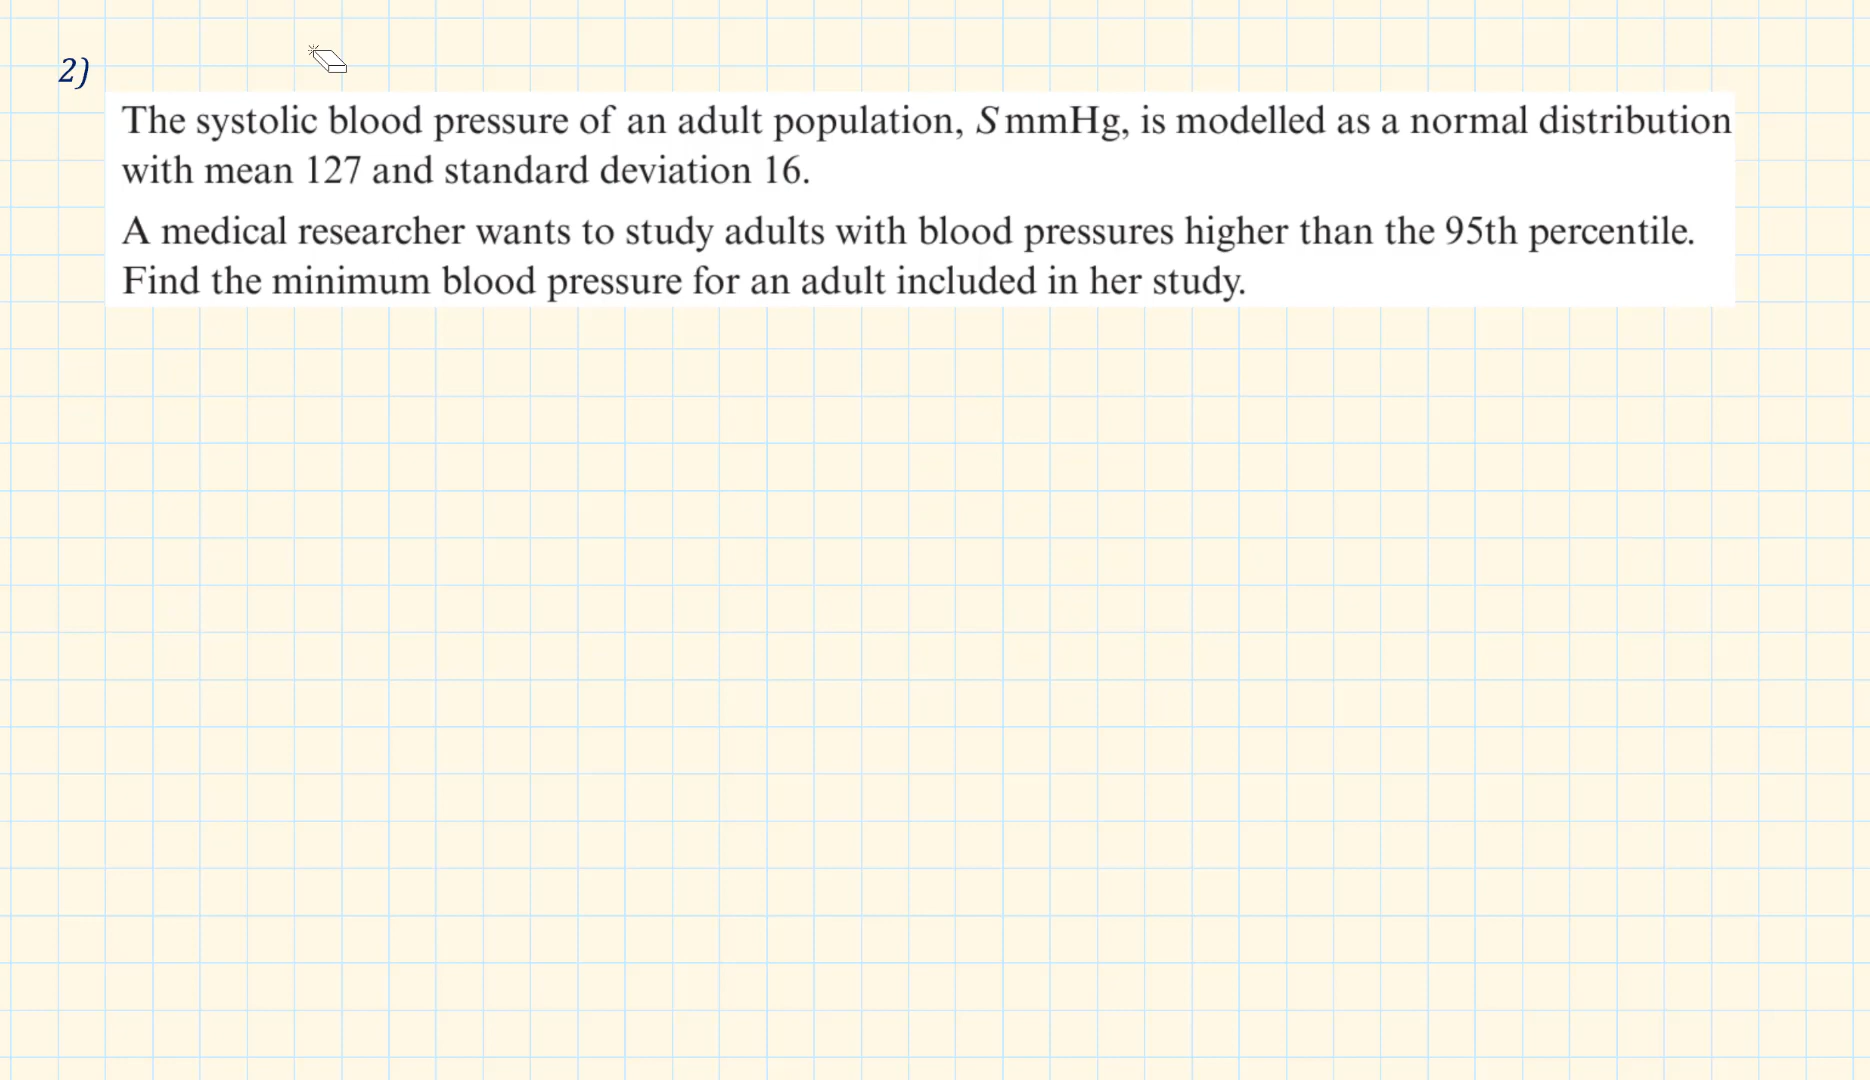 2)
The systolic blood pressure of an adult population, S mmHg, is modelled as a normal distribution
with mean 127 and standard deviation 16.
A medical researcher wants to study adults with blood pressures higher than the 95th percentile.
Find the minimum blood pressure for an adult included in her study.